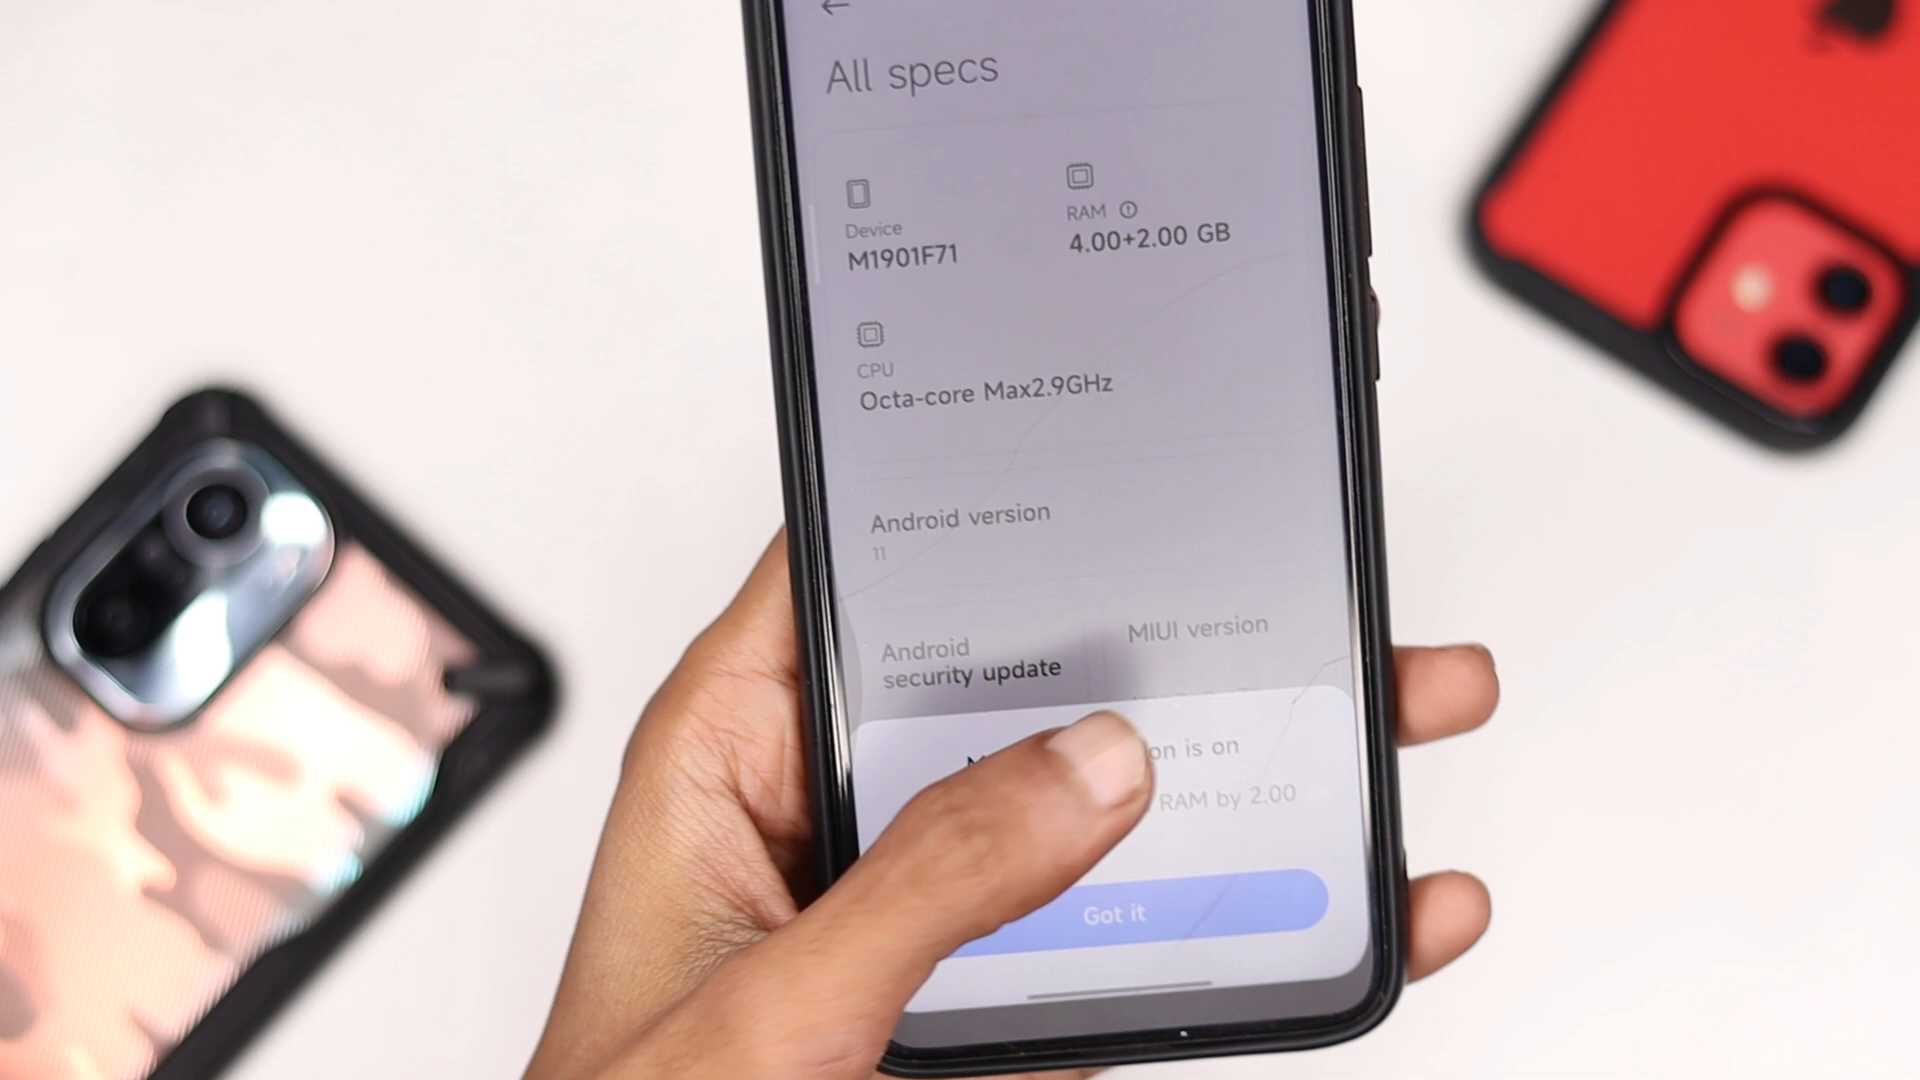 All specs
Device
M1901F71
RAM
4.00+2.00 GB
CPU
Octa-core Max2.9GHz
Android version
11
Android
security update
MIUI version
is on
RAM by 2.00
Got it